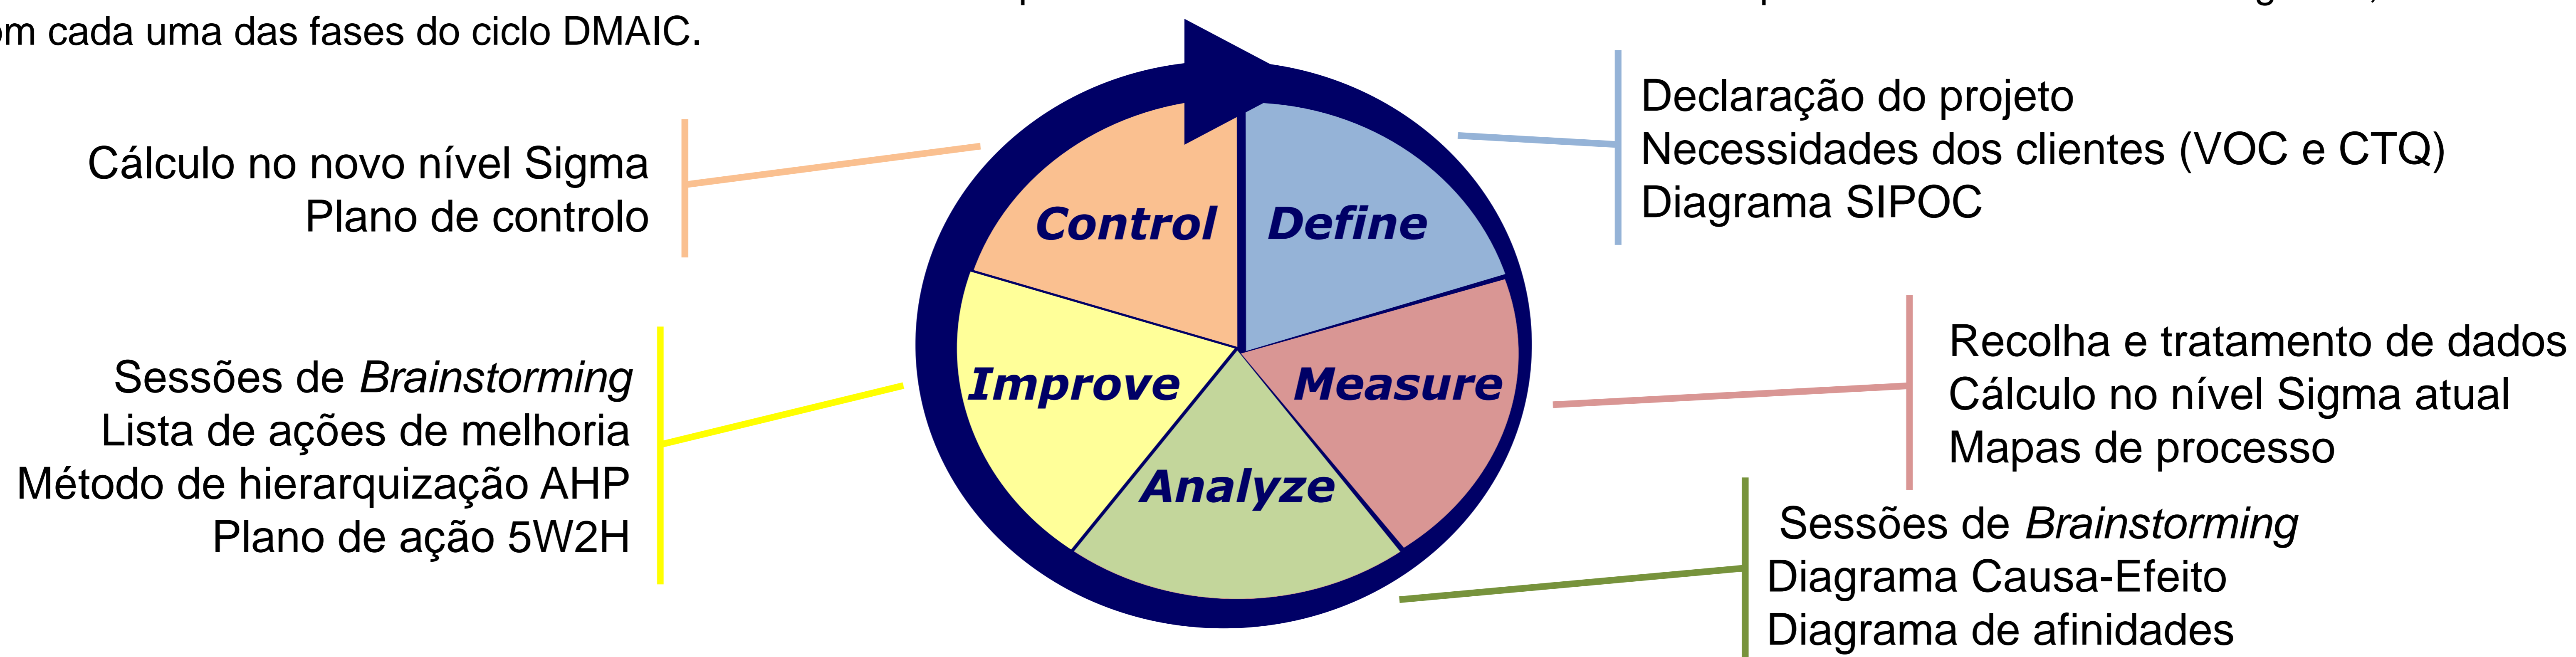 cada uma das fases do ciclo DMAIC.
Declaração do projeto
Necessidades dos clientes (VOC e CTQ)
Diagrama SIPOC
Cálculo no novo nível Sigma
Plano de controlo
Control
Define
Recolha e tratamento de dados
Cálculo no nível Sigma atual
Mapas de processo
Sessões de Brainstorming
Lista de ações de melhoria
Método de hierarquização AHP
Plano de ação 5W2H
Improve
Measure
Analyze
Sessões de Brainstorming
Diagrama Causa-Efeito
Diagrama de afinidades